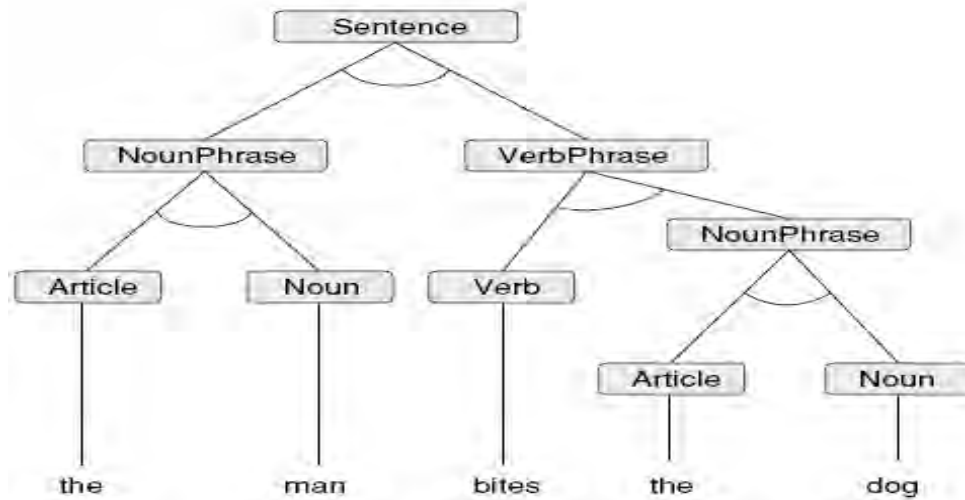 Sentence
NounPhrase VerbPhrase
NounPhrase
Article Noun Verb
Article Noun
the man bites the dog